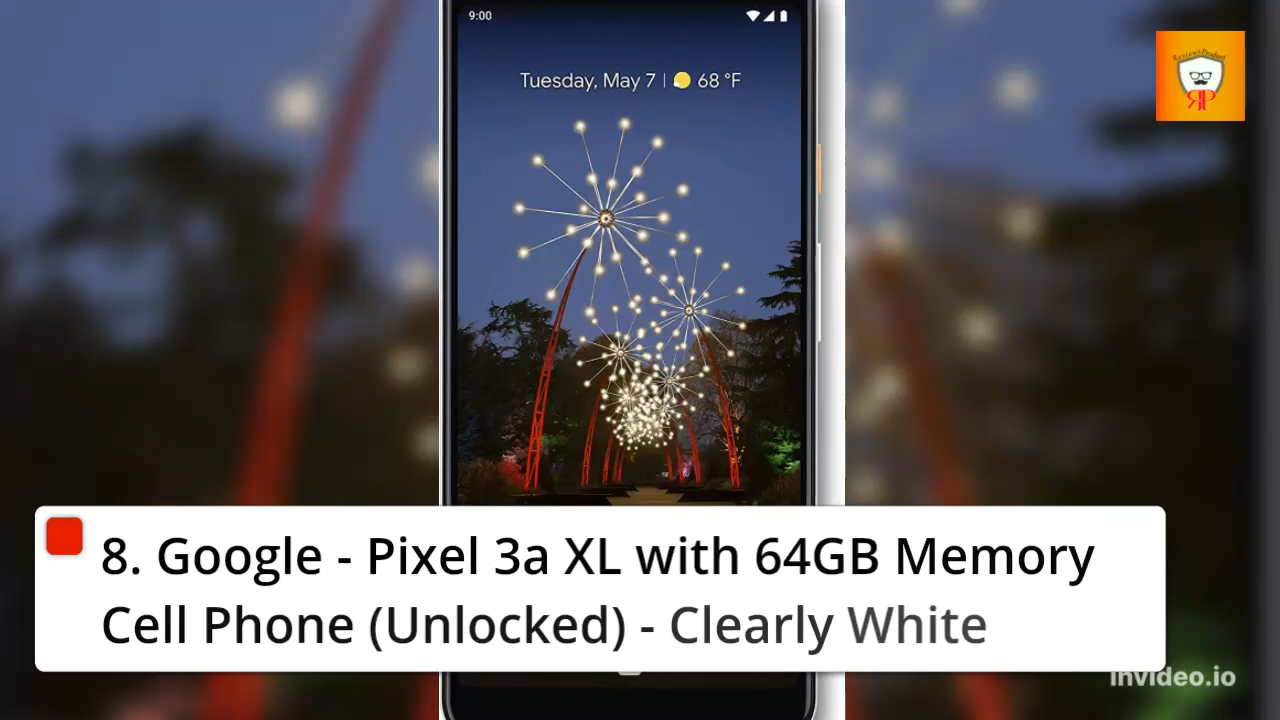 9:00
Tuesday, May 7 | 68 °F
8. Google - Pixel 3a XL with 64GB Memory
Cell Phone (Unlocked) - Clearly White
invideo.io